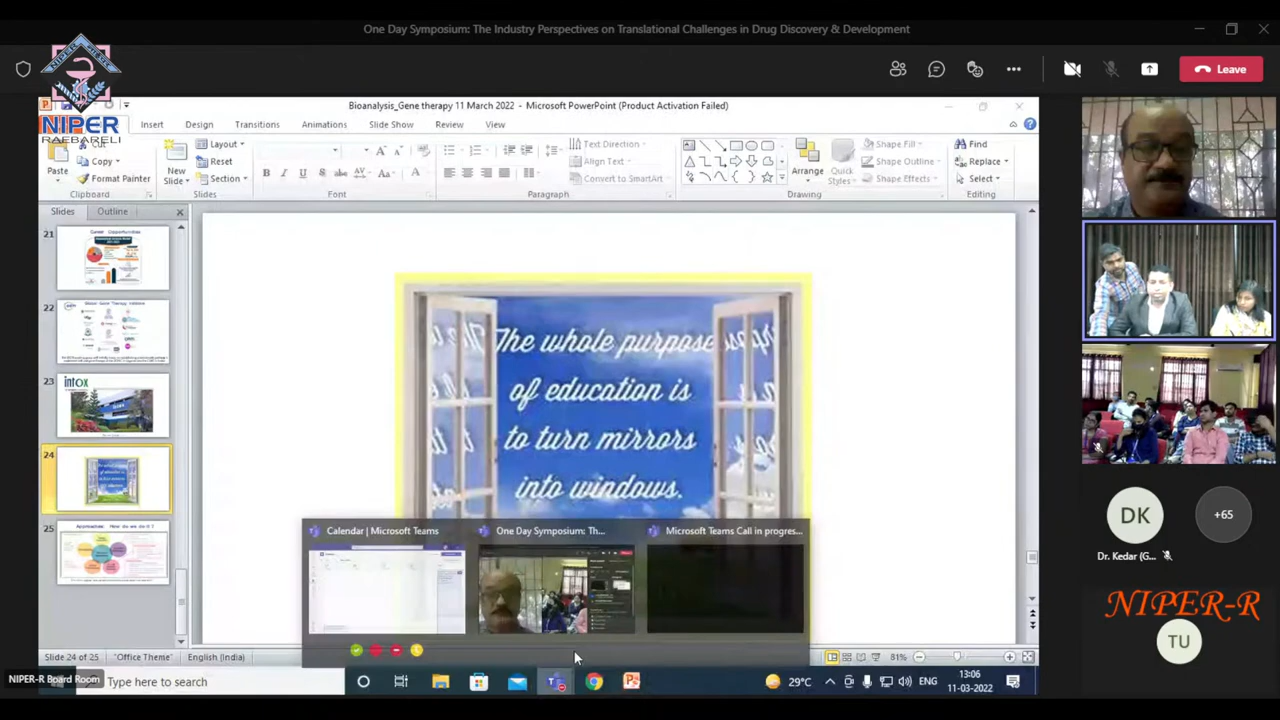 One Day Symposium: The Industry Perspectives on Translational Challenges in Drug Discovery & Development
Leave
NIPER
RAEBARELI
Bioanalysis_Gene therapy 11 March 2022 - Microsoft PowerPoint (Product Activation Failed)
Insert Design Transitions Animations Slide Show Review View
Paste
Cut
Copy
Format Painter
Clipboard
New
Slide
Layout
Reset
Section
Slides
Font
Text Direction
Align Text
Convert to SmartArt
Paragraph
Arrange
Quick
Styles
Shape Fill
Shape Outline
Shape Effects
Drawing
Find
Replace
Select
Editing
Slides Outline
21
Career Opportunities
22
23
intox
24
25
The whole purpose
of education is
to turn mirrors
into windows.
Calendar | Microsoft Teams
One Day Symposium: Th...
Microsoft Teams Call in progres...
DK
+65
Dr. Kedar (G...
NIPER-R
TU
Slide 24 of 25
"Office Theme"
English (India)
81%
NIPER-R Board Room
Type here to search
29°C
ENG
13:06
11-03-2022